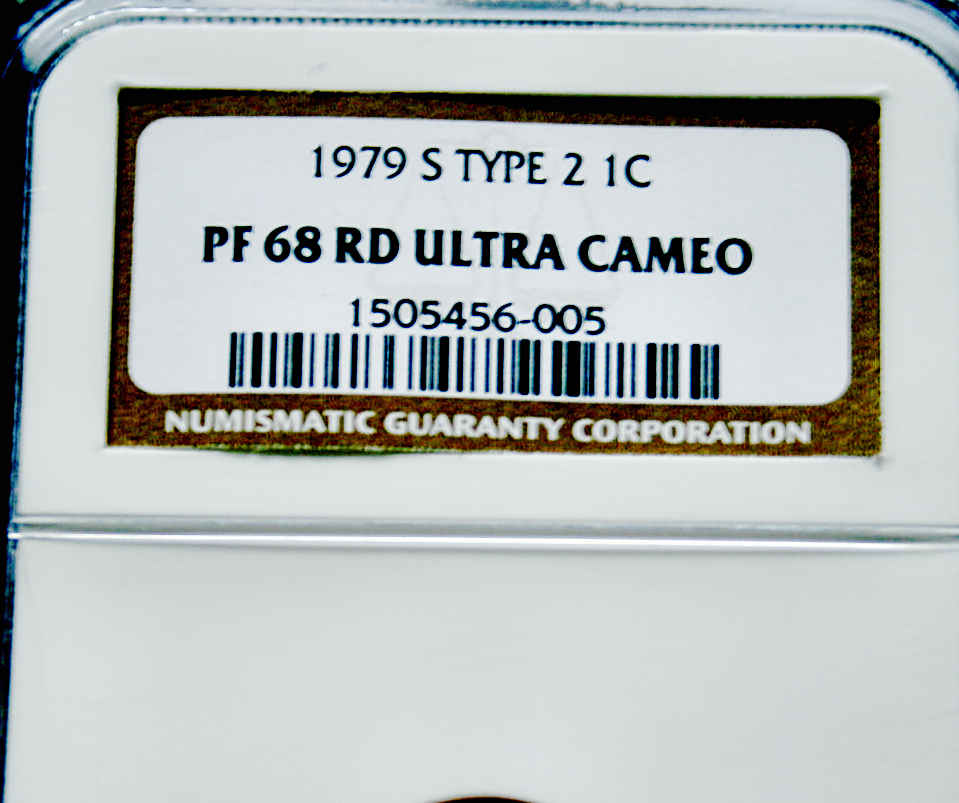 1979 S TYPE 2 1C
PF 68 RD ULTRA CAMEO
1505456-005
NUMISMATIC GUARANTY CORPORATION